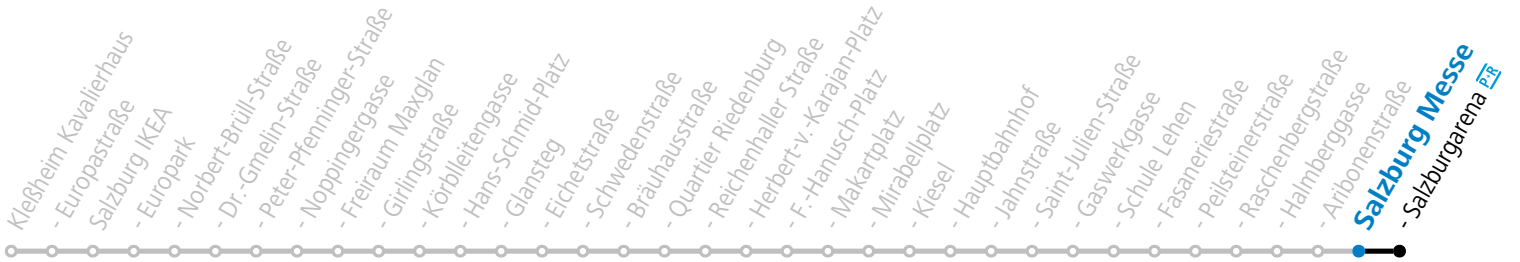 Kleßheim Kavalierhaus
- Europastraße
Salzburg IKEA
- Europark
- Norbert-Brüll-Straße
- Dr.-Gmelin-Straße
- Peter-Pfenninger-Straße
- Noppingergasse
- Freiraum Maxglan
- Girlingstraße
- Körbleitengasse
- Hans-Schmid-Platz
- Glansteg
- Eichetstraße
- Schwedenstraße
- Bräuhausstraße
Quartier Riedenburg
- Reichenhaller Straße
- Herbert-v.-Karajan-Platz
- F.-Hanusch-Platz
- Makartplatz
- Mirabellplatz
- Kiesel
- Hauptbahnhof
- Jahnstraße
- Saint-Julien-Straße
- Gaswerkgasse
- Schule Lehen
- Fasaneriestraße
- Peilsteinerstraße
- Raschenbergstraße
- Halmberggasse
- Aribonenstraße
Salzburg Messe
- Salzburgarena P+R